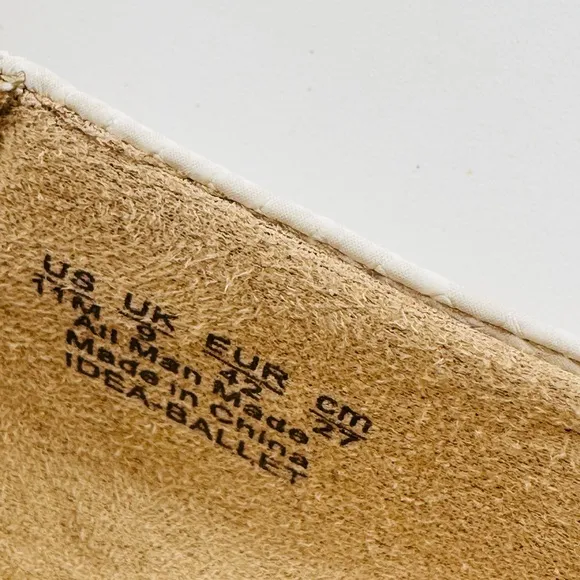 US UK EUR cm
11M 9 42 27
All Man Made
Made in China
IDEA-BALLET